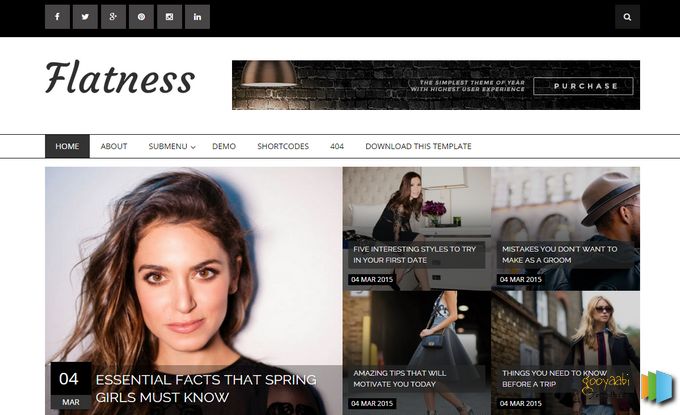 Flatness
THE SIMPLEST THEME OF YEAR
WITH HIGHEST USER EXPERIENCE
PURCHASE
HOME ABOUT SUBMENU DEMO SHORTCODES 404 DOWNLOAD THIS TEMPLATE
04
MAR
ESSENTIAL FACTS THAT SPRING
GIRLS MUST KNOW
FIVE INTERESTING STYLES TO TRY
IN YOUR FIRST DATE
04 MAR 2015
MISTAKES YOU DON'T WANT TO
MAKE AS A GROOM
04 MAR 2015
AMAZING TIPS THAT WILL
MOTIVATE YOU TODAY
04 MAR 2015
THINGS YOU NEED TO KNOW
BEFORE A TRIP
04 MAR 2015
gooyaabi